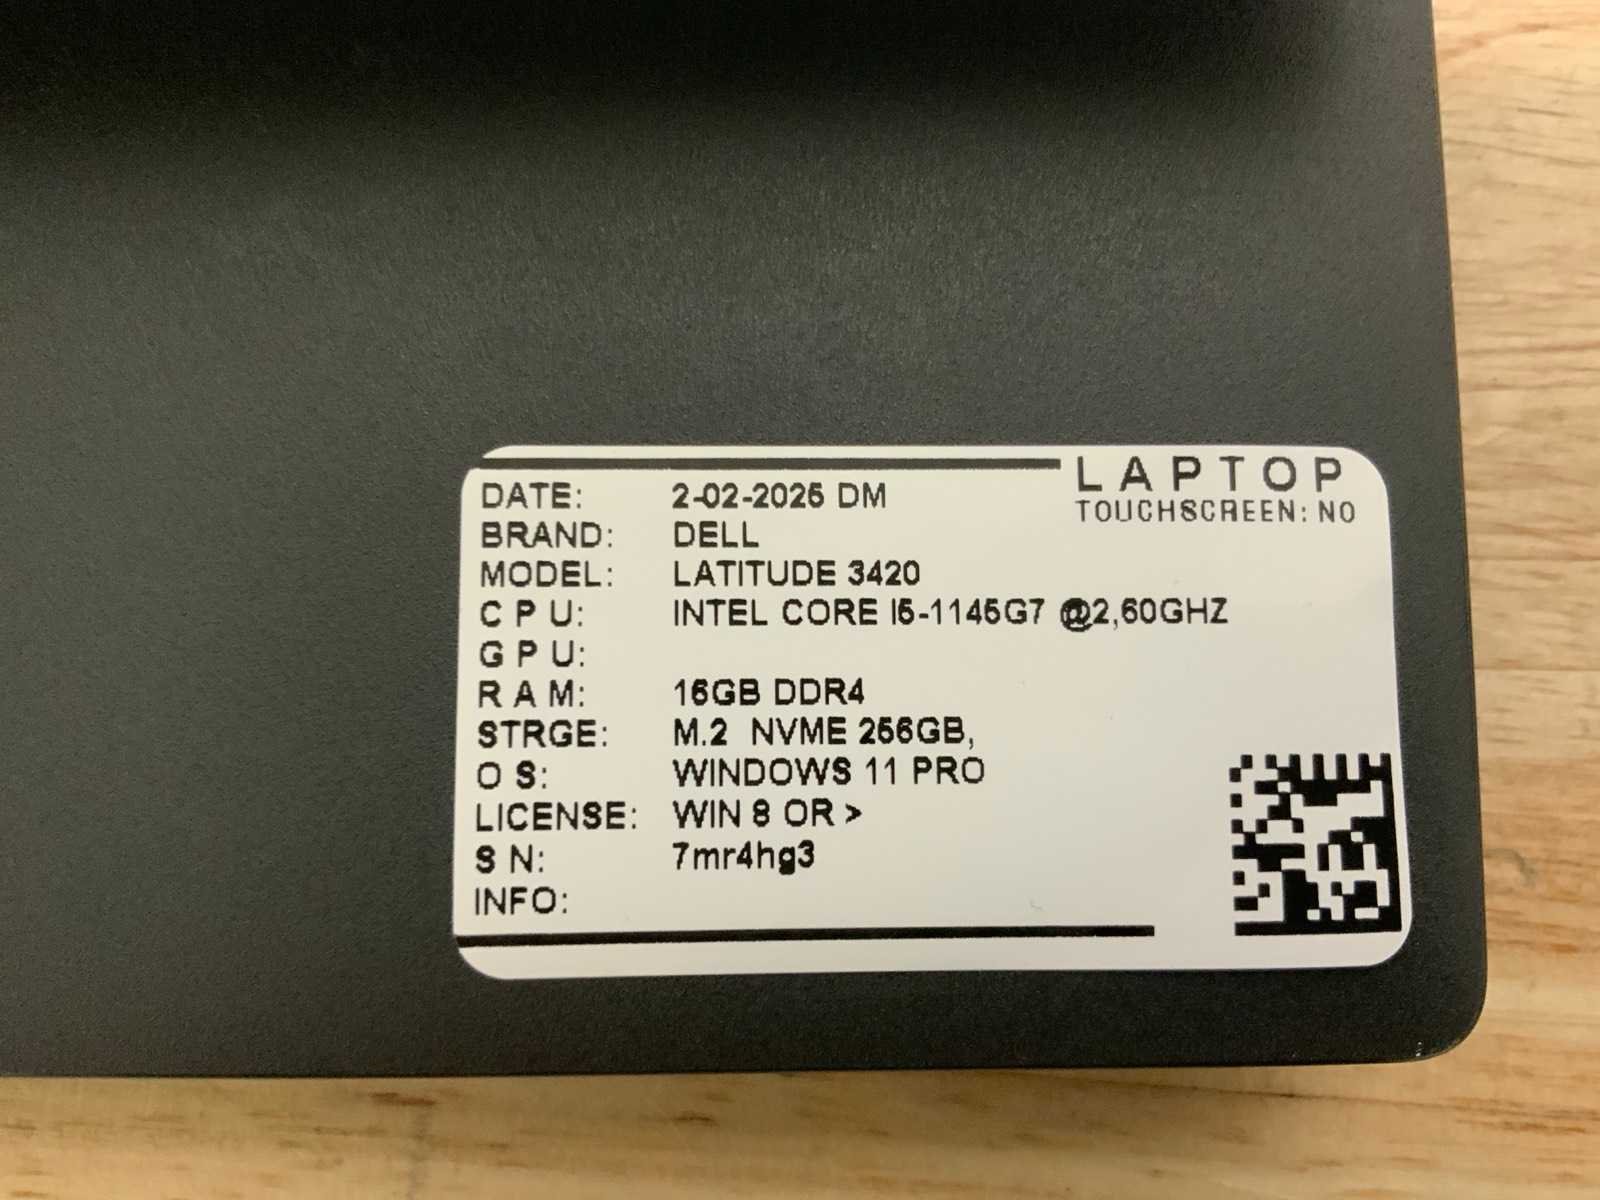 LAPTOP
TOUCHSCREEN: NO
DATE: 2-02-2025 DM
BRAND: DELL
MODEL: LATITUDE 3420
C P U: INTEL CORE I5-1145G7 @2,60GHZ
G P U:
R A M: 16GB DDR4
STRGE: M.2 NVME 256GB,
O S: WINDOWS 11 PRO
LICENSE: WIN 8 OR >
S N: 7mr4hg3
INFO: